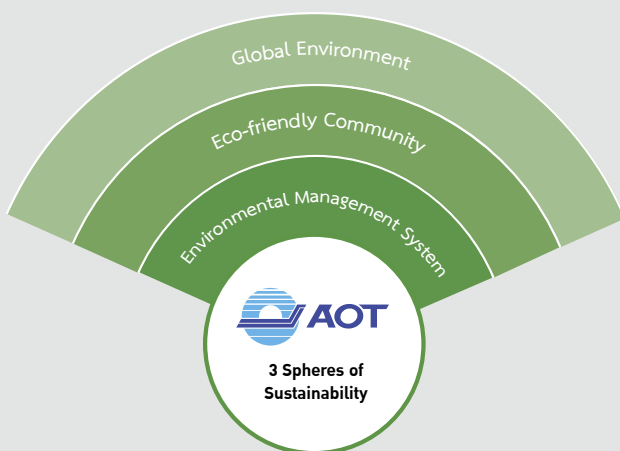 Global Environment
Eco-friendly Community
Environmental Management System
AOT
3 Spheres of
Sustainability